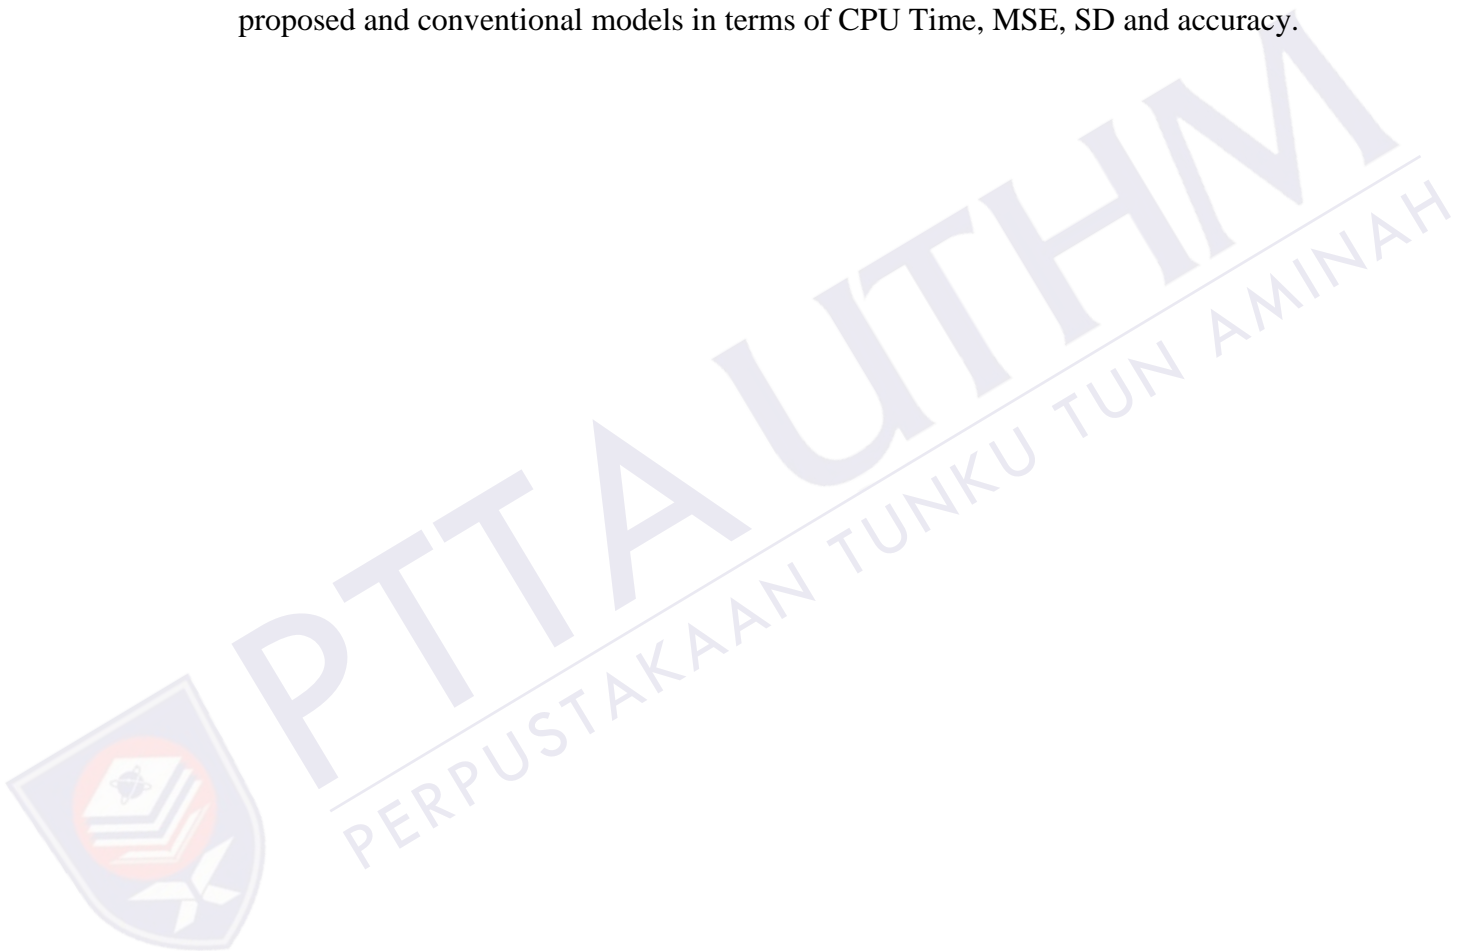 proposed and conventional models in terms of CPU Time, MSE, SD and accuracy.
PTTA UTHM
PERPUSTAKAAN TUNKU TUN AMINAH